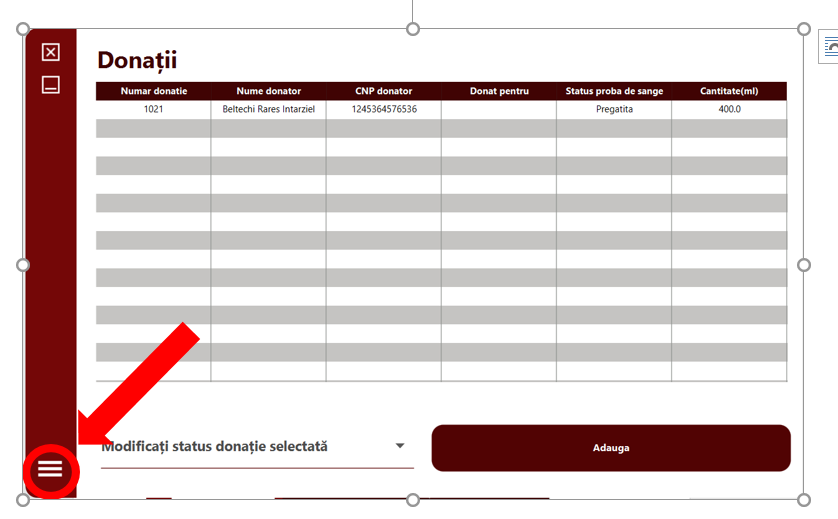 Donații
Numar donatie Nume donator CNP donator Donat pentru Status proba de sange Cantitate(ml)
1021 Beltechi Rares Intarziel 1245364576536 Pregatita 400.0
Modificați status donație selectată
Adauga